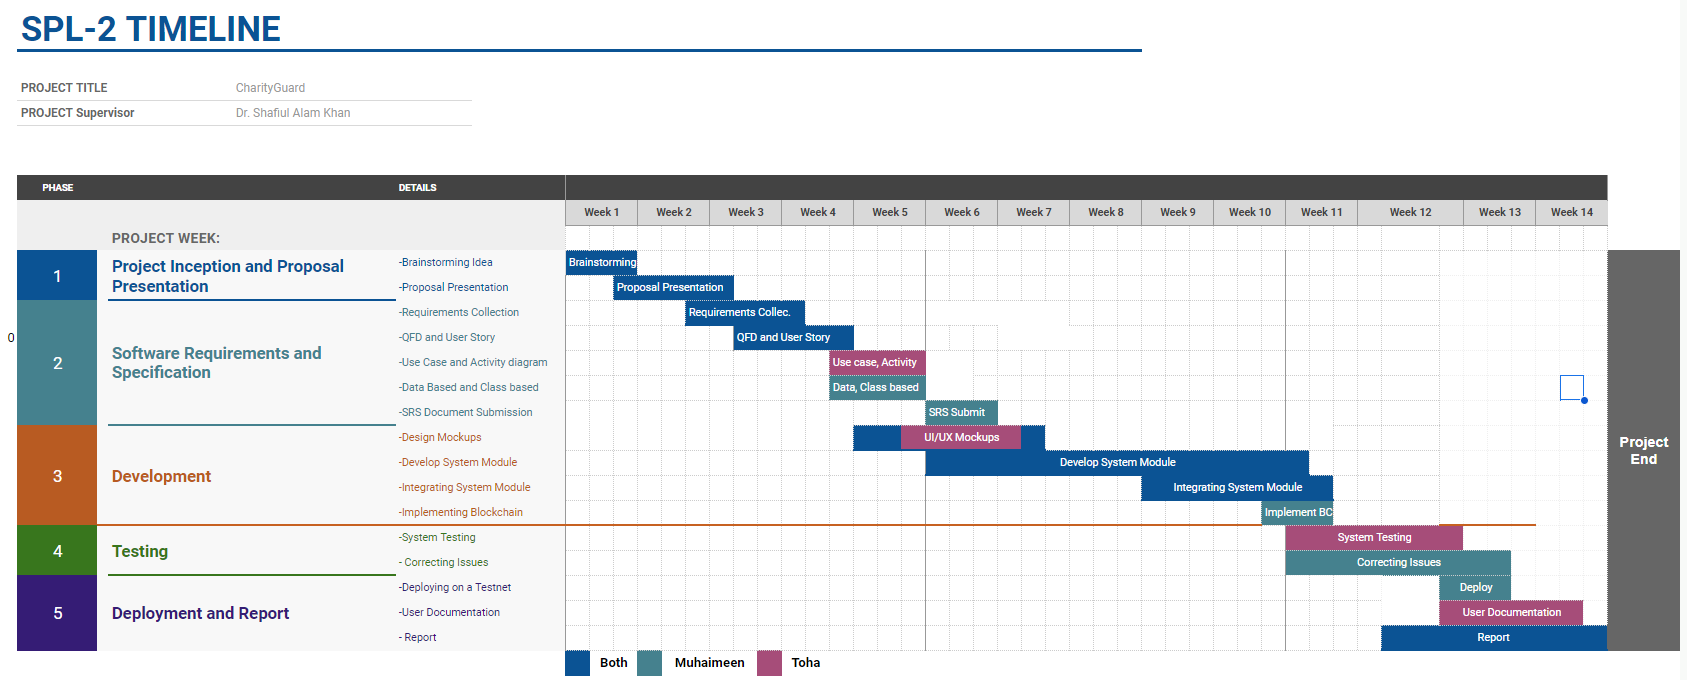 SPL-2 TIMELINE
PROJECT TITLE CharityGuard
PROJECT Supervisor Dr. Shafiul Alam Khan
PHASE DETAILS
Week 1 Week 2 Week 3 Week 4 Week 5 Week 6 Week 7 Week 8 Week 9 Week 10 Week 11 Week 12 Week 13 Week 14
PROJECT WEEK:
1
Project Inception and Proposal
Presentation
-Brainstorming Idea
Brainstorming
-Proposal Presentation
Proposal Presentation
0
2
Software Requirements and
Specification
-Requirements Collection
Requirements Collec.
-QFD and User Story
QFD and User Story
-Use Case and Activity diagram
Use case, Activity
-Data Based and Class based
Data, Class based
-SRS Document Submission
SRS Submit
3
Development
-Design Mockups
UI/UX Mockups
-Develop System Module
Develop System Module
-Integrating System Module
Integrating System Module
-Implementing Blockchain
Implement BC
4
Testing
-System Testing
System Testing
- Correcting Issues
Correcting Issues
5
Deployment and Report
-Deploying on a Testnet
Deploy
-User Documentation
User Documentation
- Report
Report
Project
End
Both Muhaimeen Toha